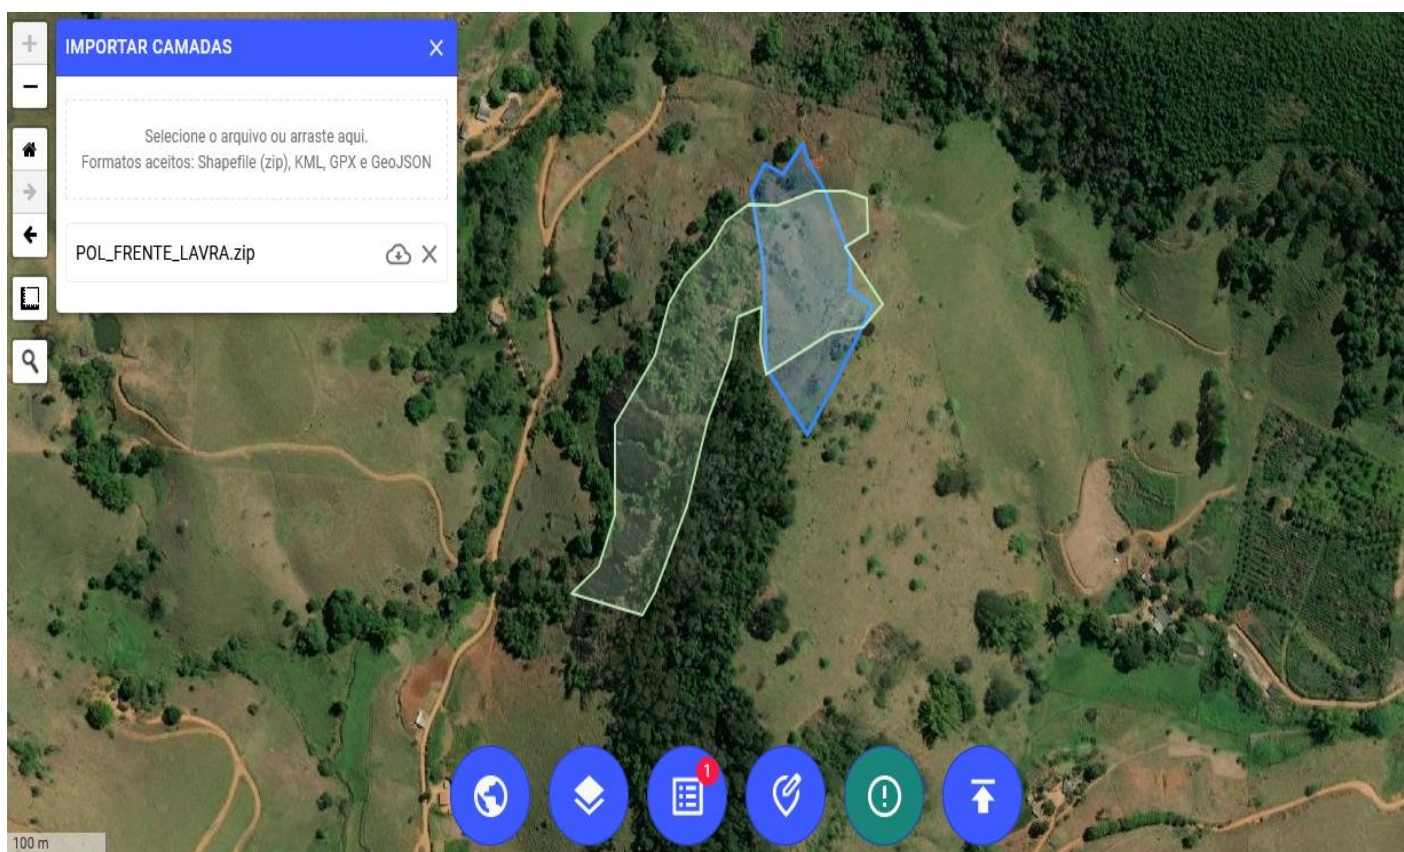 IMPORTAR CAMADAS
Selecione o arquivo ou arraste aqui.
Formatos aceitos: Shapefile (zip), KML, GPX e GeoJSON
POL_FRENTE_LAVRA.zip
1
100 m